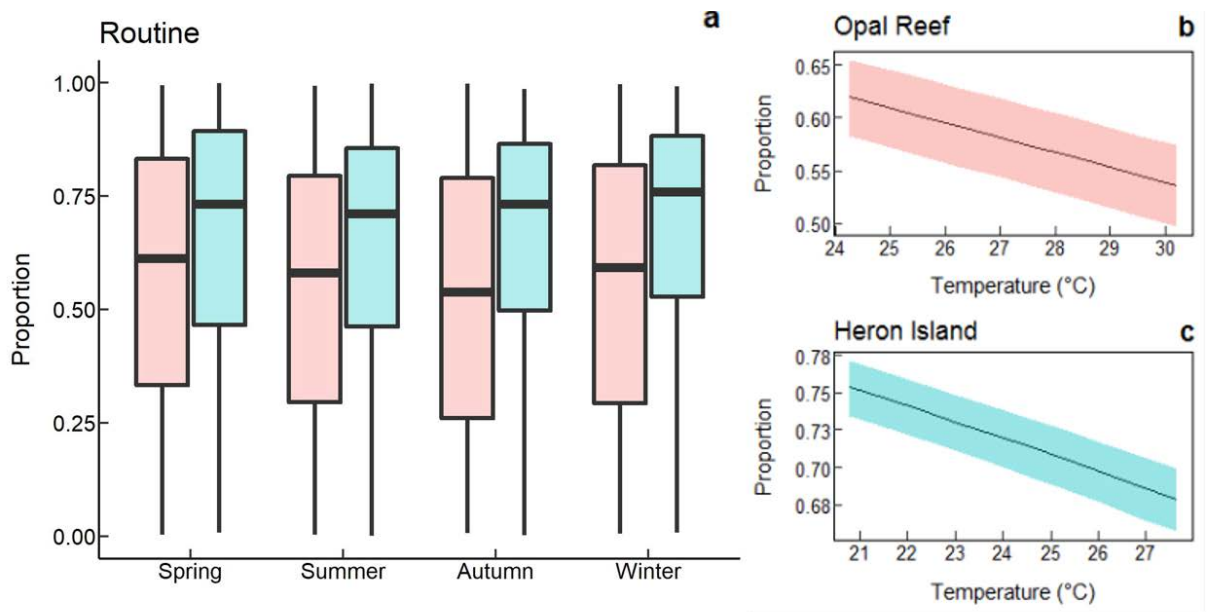 Routine
a
Proportion
1.00
0.75
0.50
0.25
0.00
Spring Summer Autumn Winter
Opal Reef
b
Proportion
0.65
0.60
0.55
0.50
24 25 26 27 28 29 30
Temperature (°C)
Heron Island
c
Proportion
0.78
0.75
0.73
0.70
0.68
21 22 23 24 25 26 27
Temperature (°C)